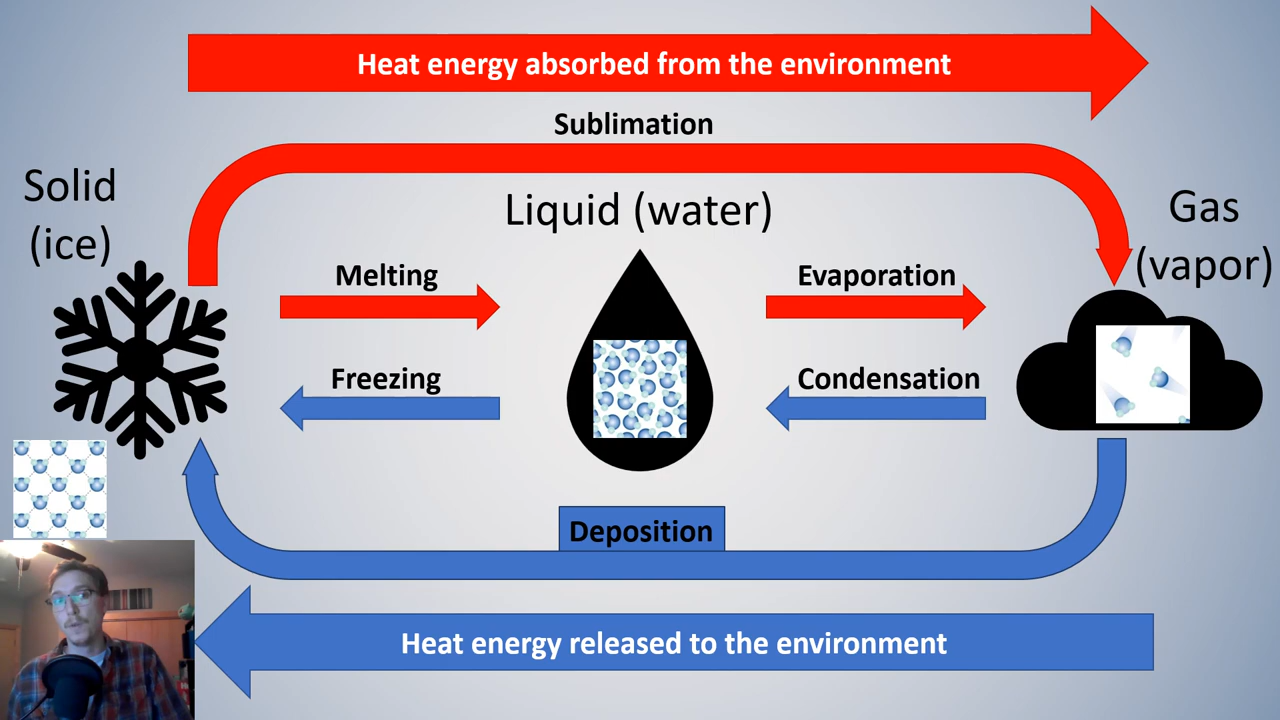 Heat energy absorbed from the environment
Sublimation
Solid
(ice)
Liquid (water)
Gas
(vapor)
Melting
Evaporation
Freezing
Condensation
Deposition
Heat energy released to the environment